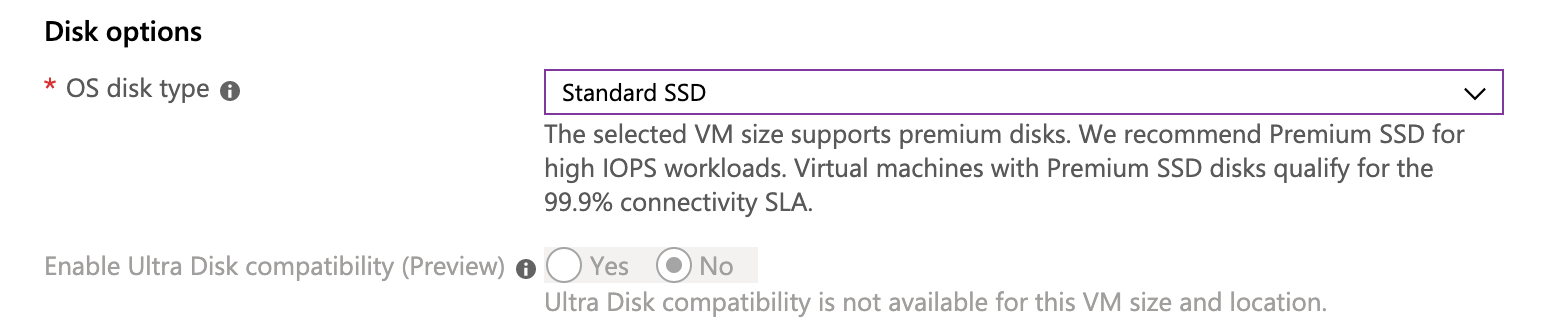 Disk options
* OS disk type
Standard SSD
The selected VM size supports premium disks. We recommend Premium SSD for
high IOPS workloads. Virtual machines with Premium SSD disks qualify for the
99.9% connectivity SLA.
Enable Ultra Disk compatibility (Preview) Yes No
Ultra Disk compatibility is not available for this VM size and location.